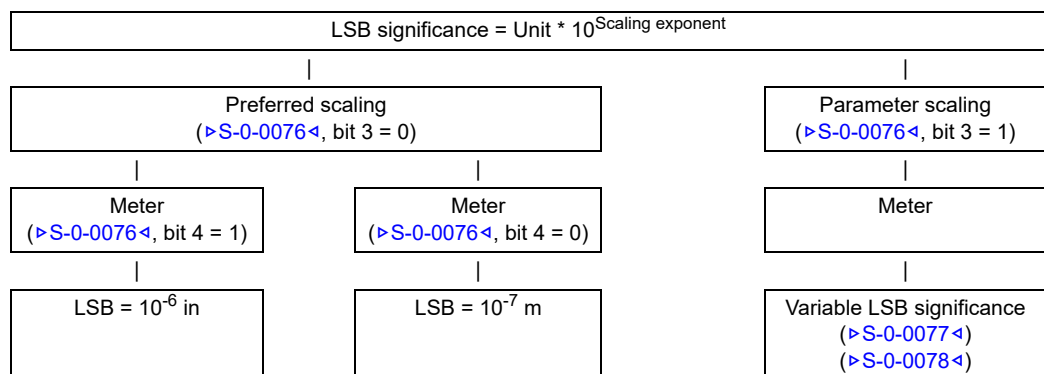 LSB significance = Unit * 10^Scaling exponent
Preferred scaling
(▹S-0-0076◃, bit 3 = 0)
Parameter scaling
(▹S-0-0076◃, bit 3 = 1)
Meter
(▹S-0-0076◃, bit 4 = 1)
Meter
(▹S-0-0076◃, bit 4 = 0)
Meter
LSB = 10^-6 in
LSB = 10^-7 m
Variable LSB significance
(▹S-0-0077◃)
(▹S-0-0078◃)